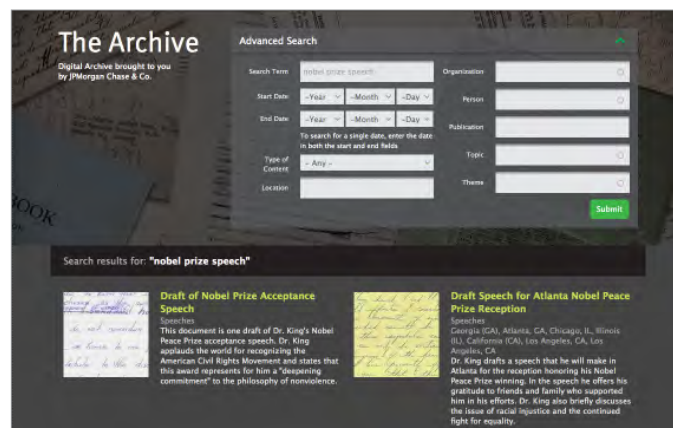 The Archive
Digital Archive brought to you
by JPMorgan Chase & Co.
Advanced Search
Search Term
nobel prize speech
Start Date
-Year
-Month
-Day
End Date
-Year
-Month
-Day
To search for a single date, enter the date
in both the start and end fields
Type of
Content
- Any -
Location
Organization
Person
Publication
Topic
Theme
Submit
BOOK
Search results for: "nobel prize speech"
Draft of Nobel Prize Acceptance
Speech
Speeches
This document is one draft of Dr. King's Nobel
Peace Prize acceptance speech. Dr. King
applauds the world for recognizing the
American Civil Rights Movement and states that
this award represents for him a "deepening
commitment" to the philosophy of nonviolence.
Draft Speech for Atlanta Nobel Peace
Prize Reception
Speeches
Georgia (GA), Atlanta, GA, Chicago, IL, Illinois
(IL), California (CA), Los Angeles, CA, Los
Angeles, CA
Dr. King drafts a speech that he will make in
Atlanta for the reception honoring his Nobel
Peace Prize winning. In the speech he offers his
gratitude to friends and family who supported
him in his efforts. Dr. King also briefly discusses
the issue of racial injustice and the continued
fight for equality.